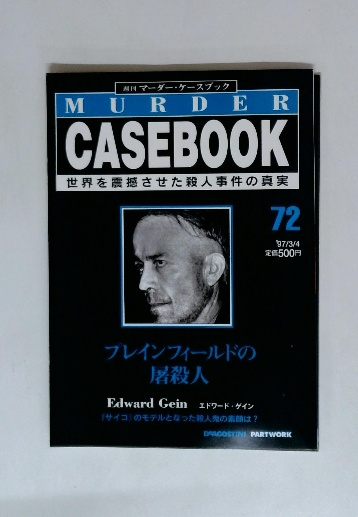 週刊 マーダー・ケースブック
MURDER
CASEBOOK
世界を震撼させた殺人事件の真実
72
'97/3/4
定価500円
プレインフィールドの
屠殺人
Edward Gein エドワード・ゲイン
『サイコ』のモデルとなった殺人鬼の素顔は?
DEAGOSTINI PARTWORK